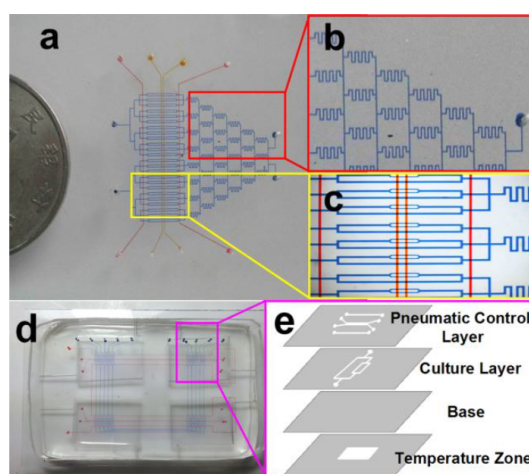 a
b
c
d
e
Pneumatic Control
Layer
Culture Layer
Base
Temperature Zone